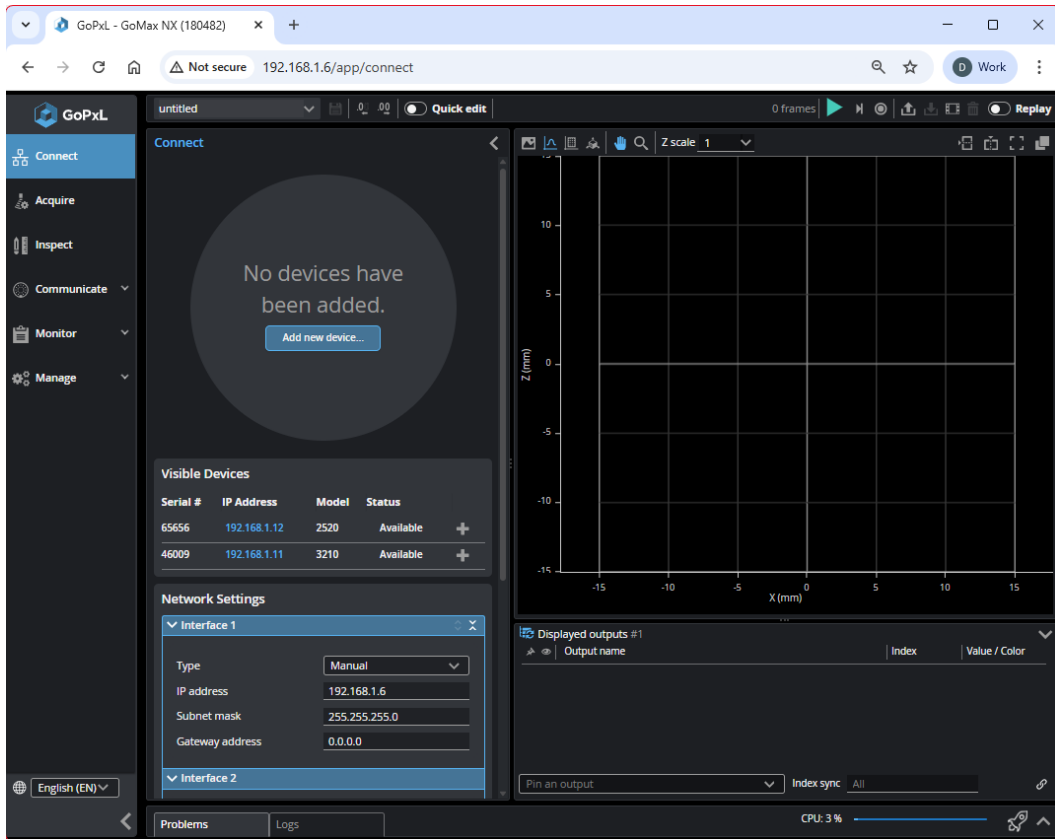 GoPxL - GoMax NX (180482)
Not secure 192.168.1.6/app/connect
D Work
GoPxL
untitled
.0 .00 Quick edit
0 frames
Replay
Connect
Acquire
Inspect
Communicate
Monitor
Manage
English (EN)
Connect
No devices have
been added.
Add new device...
Visible Devices
Serial # IP Address Model Status
65656 192.168.1.12 2520 Available
46009 192.168.1.11 3210 Available
Network Settings
Interface 1
Type Manual
IP address 192.168.1.6
Subnet mask 255.255.255.0
Gateway address 0.0.0.0
Interface 2
Z scale 1
15
10
5
0
-5
-10
-15
Z (mm)
-15 -10 -5 0 5 10 15
X (mm)
Displayed outputs #1
Output name Index Value / Color
Pin an output Index sync All
Problems Logs
CPU: 3 %